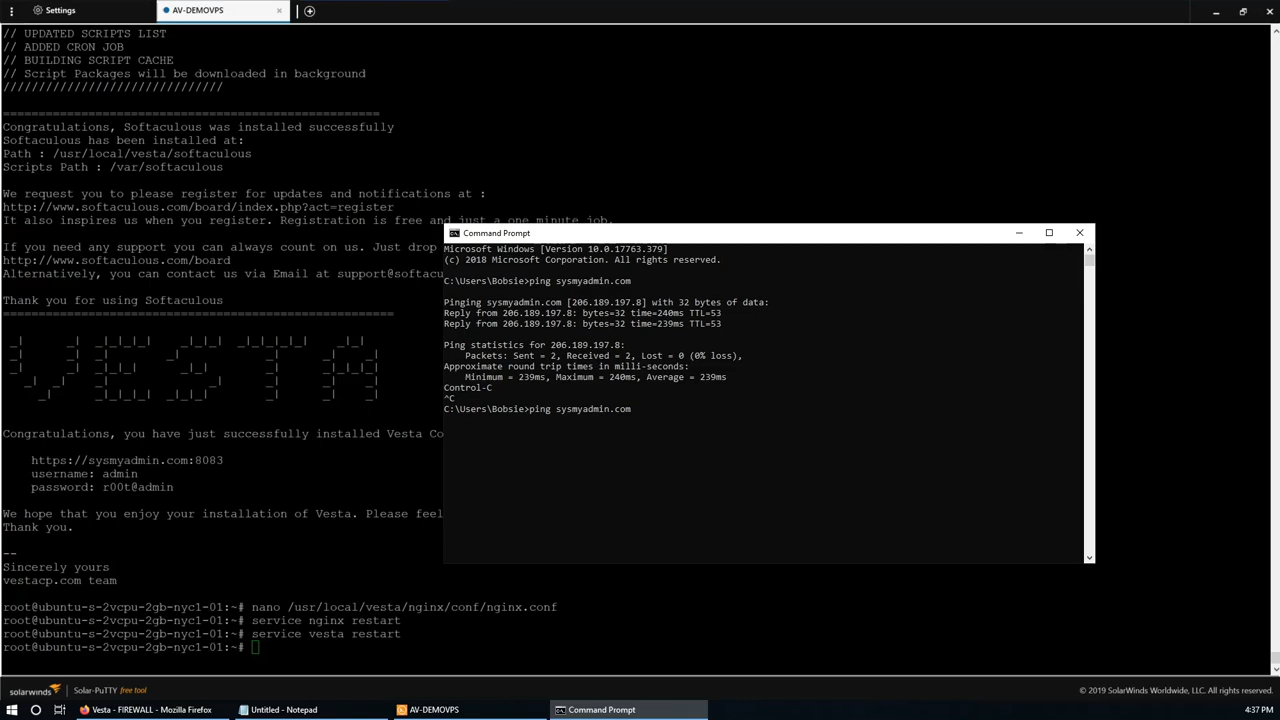 Settings
AV-DEMOVPS
// UPDATED SCRIPTS LIST
// ADDED CRON JOB
// BUILDING SCRIPT CACHE
// Script Packages will be downloaded in background
///////////////////////////////
=====================================================
Congratulations, Softaculous was installed successfully
Softaculous has been installed at:
Path : /usr/local/vesta/softaculous
Scripts Path : /var/softaculous
We request you to please register for updates and notifications at :
http://www.softaculous.com/board/index.php?act=register
It also inspires us when you register. Registration is free and just a one minute job.
If you need any support you can always count on us. Just drop
http://www.softaculous.com/board
Alternatively, you can contact us via Email at support@softacu
Thank you for using Softaculous
=======================================================
VESTA
Congratulations, you have just successfully installed Vesta Co
https://sysmyadmin.com:8083
username: admin
password: r00t@admin
We hope that you enjoy your installation of Vesta. Please feel
Thank you.
--
Sincerely yours
vestacp.com team
root@ubuntu-s-2vcpu-2gb-nyc1-01:~# nano /usr/local/vesta/nginx/conf/nginx.conf
root@ubuntu-s-2vcpu-2gb-nyc1-01:~# service nginx restart
root@ubuntu-s-2vcpu-2gb-nyc1-01:~# service vesta restart
root@ubuntu-s-2vcpu-2gb-nyc1-01:~#
Command Prompt
Microsoft Windows [Version 10.0.17763.379]
(c) 2018 Microsoft Corporation. All rights reserved.
C:\Users\Bobsie>ping sysmyadmin.com
Pinging sysmyadmin.com [206.189.197.8] with 32 bytes of data:
Reply from 206.189.197.8: bytes=32 time=240ms TTL=53
Reply from 206.189.197.8: bytes=32 time=239ms TTL=53
Ping statistics for 206.189.197.8:
Packets: Sent = 2, Received = 2, Lost = 0 (0% loss),
Approximate round trip times in milli-seconds:
Minimum = 239ms, Maximum = 240ms, Average = 239ms
Control-C
^C
C:\Users\Bobsie>ping sysmyadmin.com
solarwinds Solar-PuTTY free tool
© 2019 SolarWinds Worldwide, LLC. All rights reserved.
Vesta - FIREWALL - Mozilla Firefox
Untitled - Notepad
AV-DEMOVPS
Command Prompt
4:37 PM